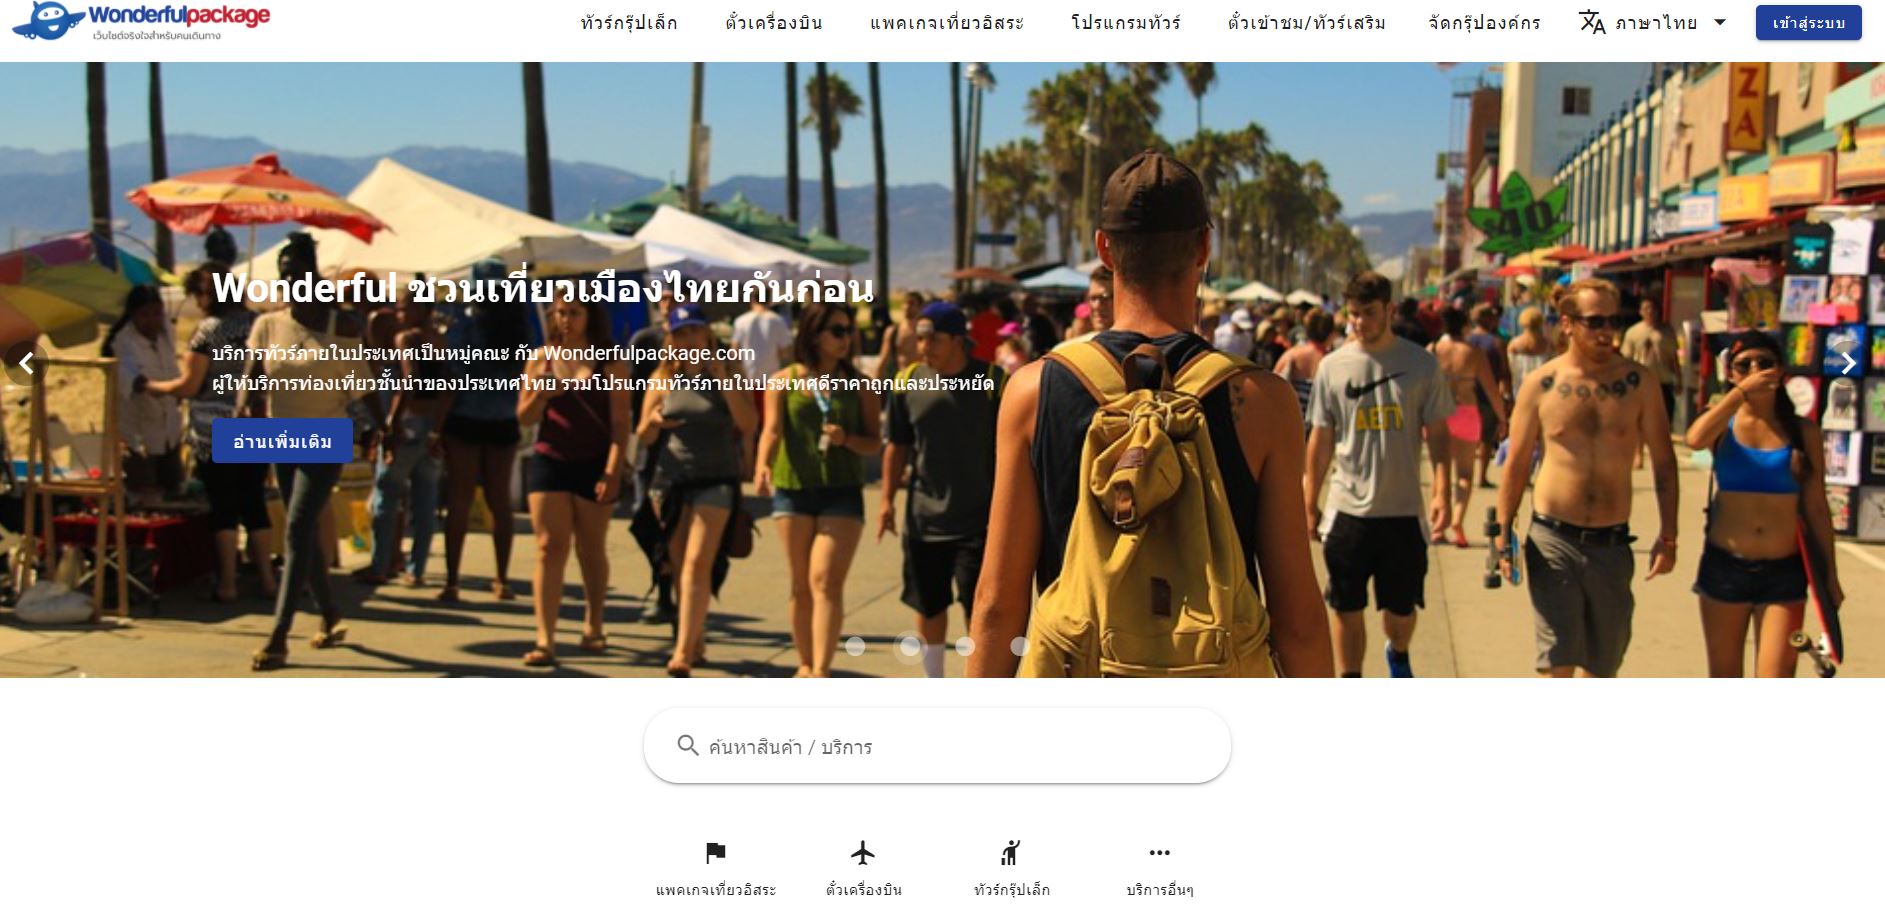 Wonderfulpackage
เว็บไซต์จริงใจสำหรับคนเดินทาง
ทัวร์กรุ๊ปเล็ก
ตั๋วเครื่องบิน
แพคเกจเที่ยวอิสระ
โปรแกรมทัวร์
ตั๋วเข้าชม/ทัวร์เสริม
จัดกรุ๊ปองค์กร
ภาษาไทย
เข้าสู่ระบบ
ZA
40
Wonderful ชวนเที่ยวเมืองไทยกันก่อน
บริการทัวร์ภายในประเทศเป็นหมู่คณะ กับ Wonderfulpackage.com
ผู้ให้บริการท่องเที่ยวชั้นนำของประเทศไทย รวมโปรแกรมทัวร์ภายในประเทศดีราคาถูกและประหยัด
อ่านเพิ่มเติม
ค้นหาสินค้า / บริการ
แพคเกจเที่ยวอิสระ
ตั๋วเครื่องบิน
ทัวร์กรุ๊ปเล็ก
บริการอื่นๆ